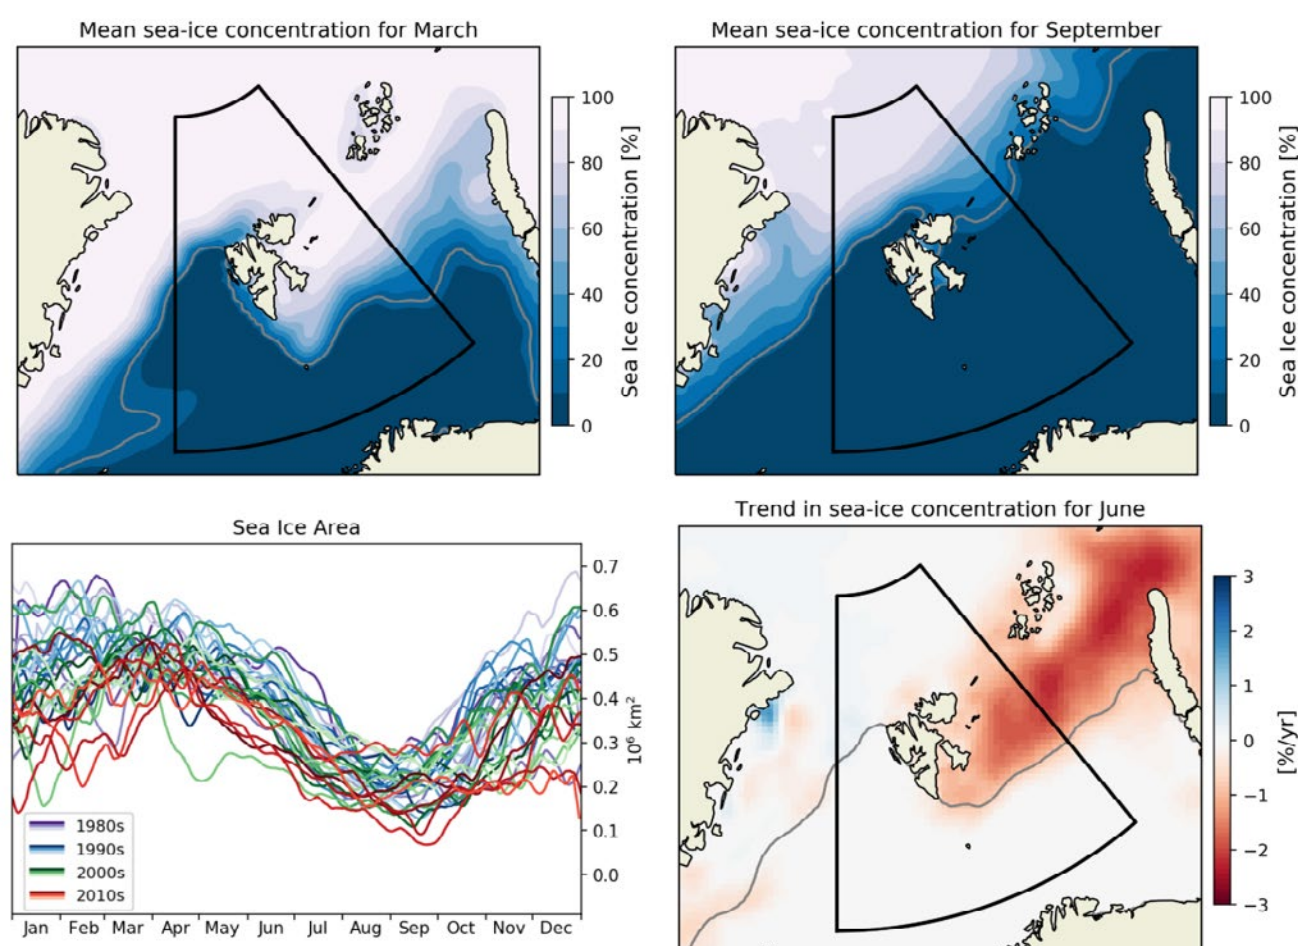 Mean sea-ice concentration for March
100
80
60
40
20
0
Sea Ice concentration [%]
Mean sea-ice concentration for September
100
80
60
40
20
0
Sea Ice concentration [%]
Sea Ice Area
0.7
0.6
0.5
0.4
0.3
0.2
0.1
0.0
10⁶ km²
1980s
1990s
2000s
2010s
Jan Feb Mar Apr May Jun Jul Aug Sep Oct Nov Dec
Trend in sea-ice concentration for June
3
2
1
0
−1
−2
−3
[%/yr]